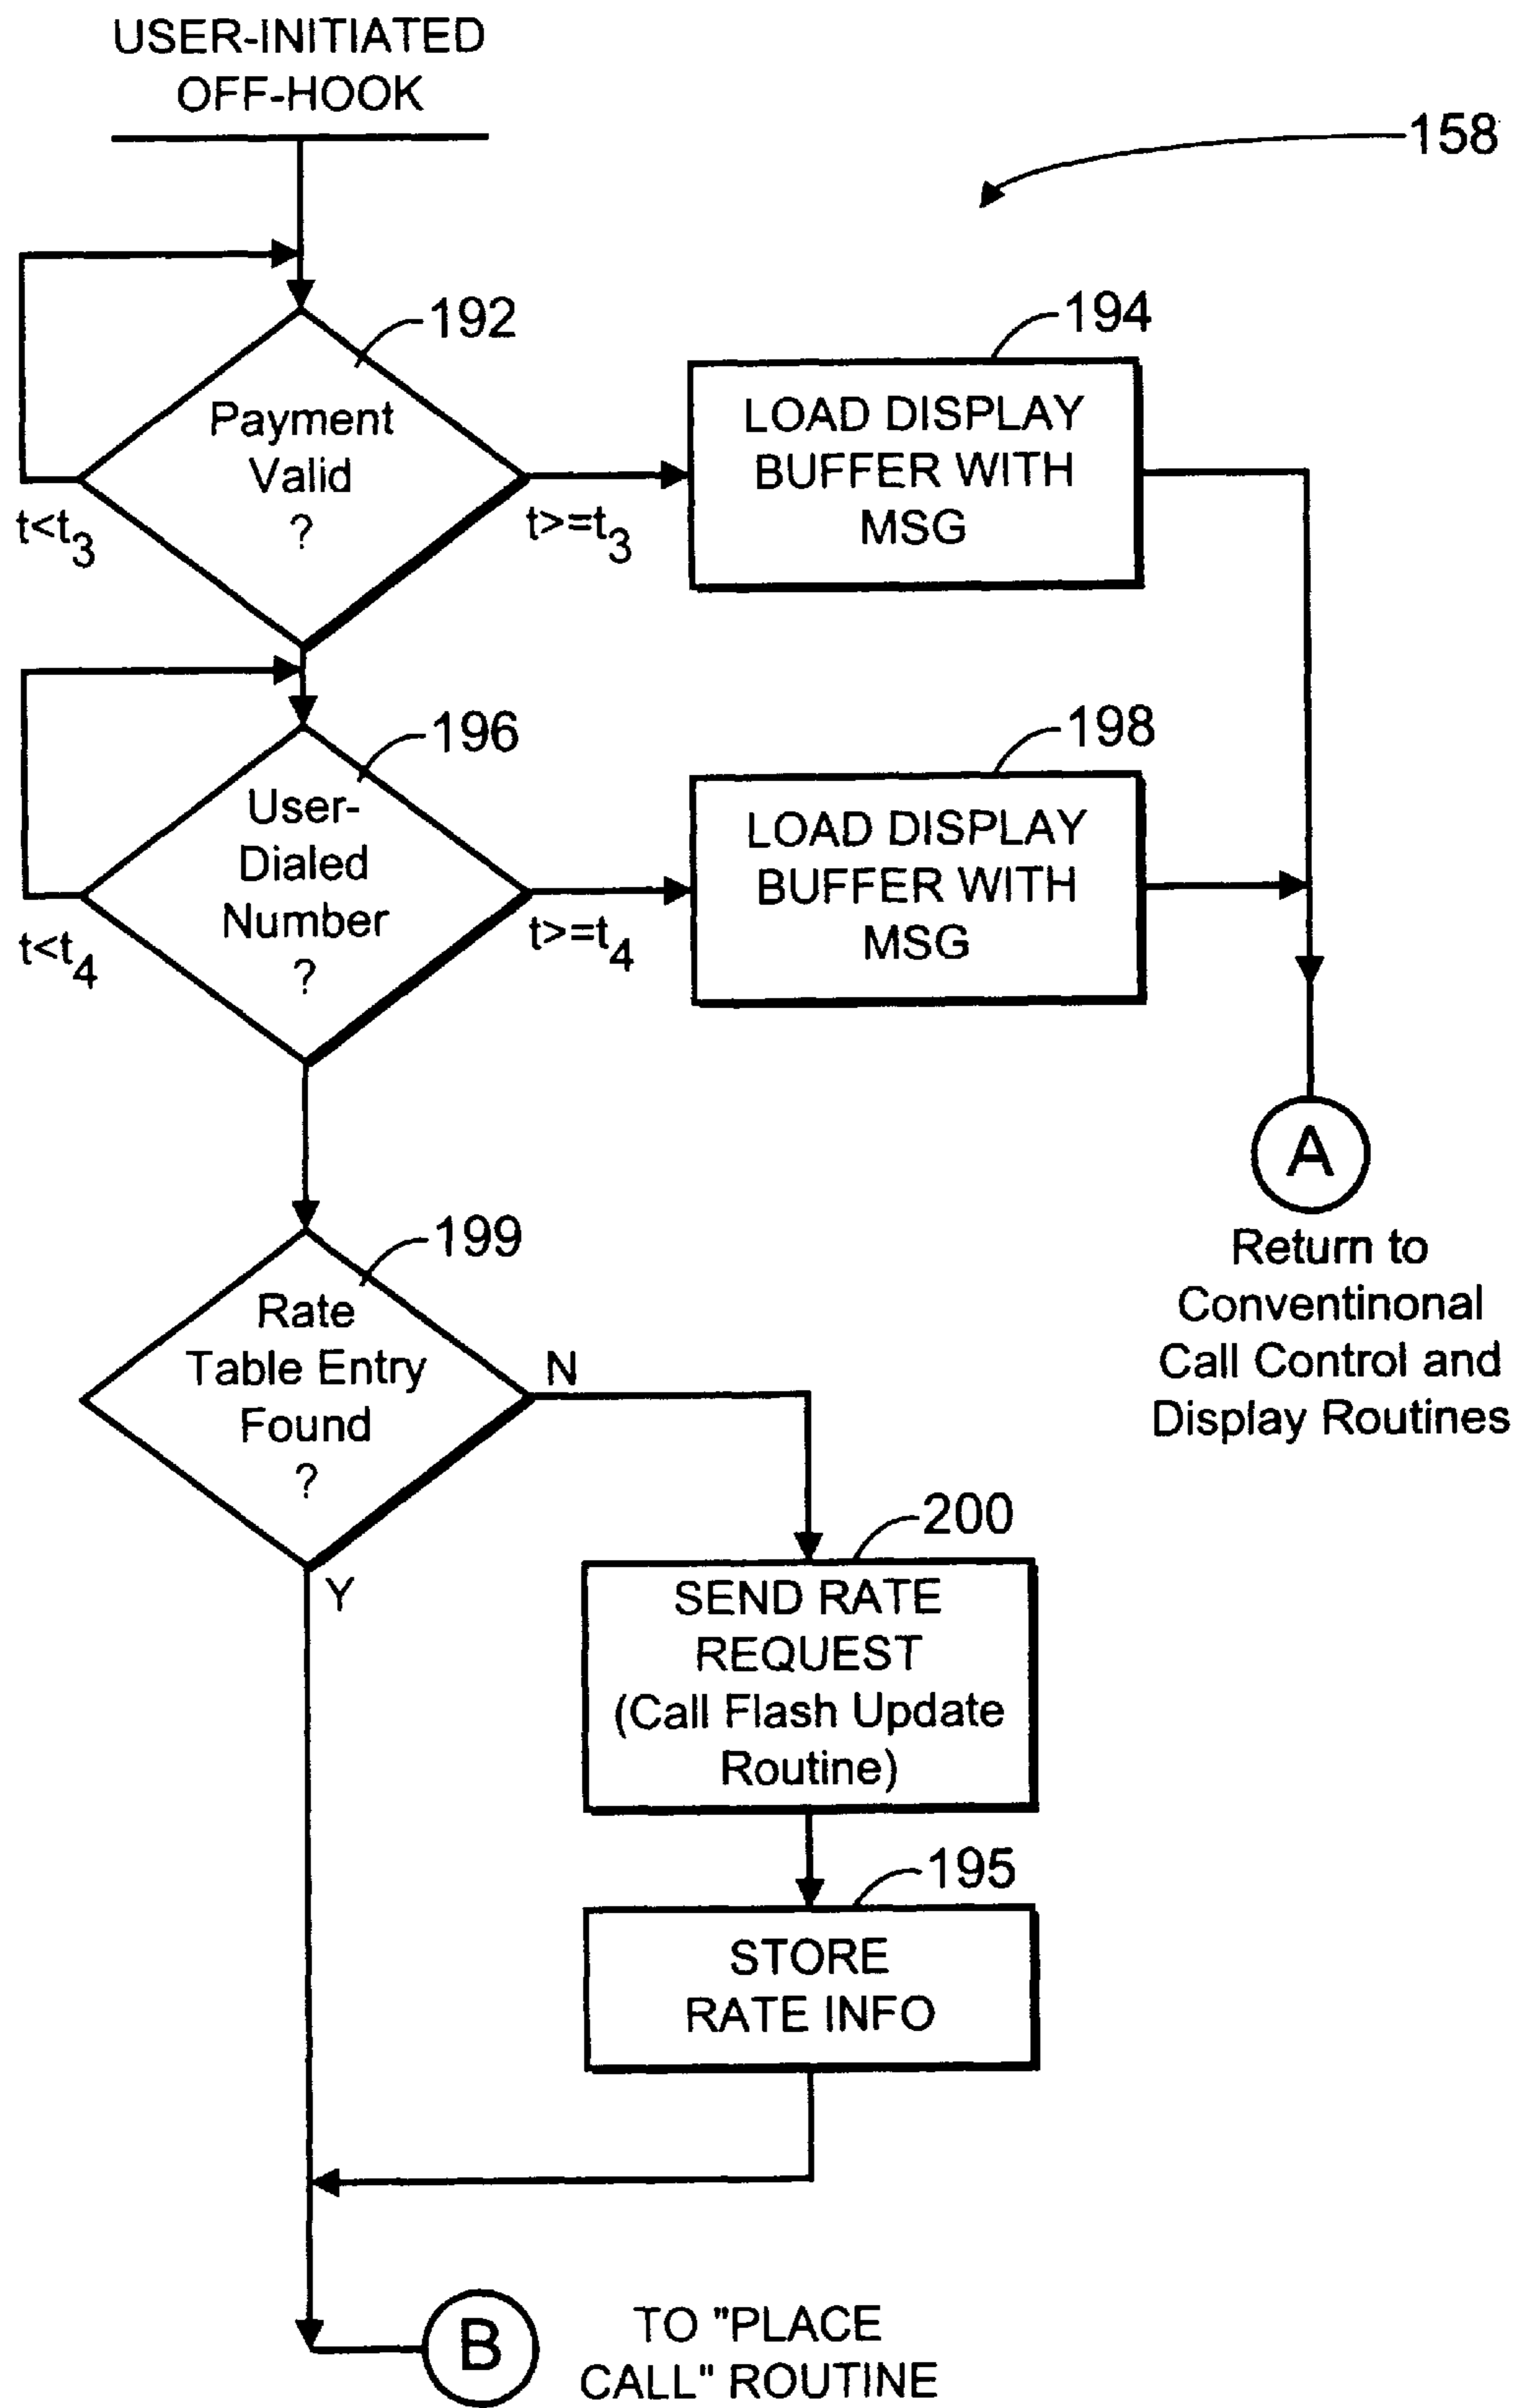 USER-INITIATED
OFF-HOOK
158
192
Payment
Valid
?
t<t3
t>=t3
194
LOAD DISPLAY
BUFFER WITH
MSG
196
User-
Dialed
Number
?
t<t4
t>=t4
198
LOAD DISPLAY
BUFFER WITH
MSG
A
Return to
Conventinonal
Call Control and
Display Routines
199
Rate
Table Entry
Found
?
N
Y
200
SEND RATE
REQUEST
(Call Flash Update
Routine)
195
STORE
RATE INFO
B
TO "PLACE
CALL" ROUTINE